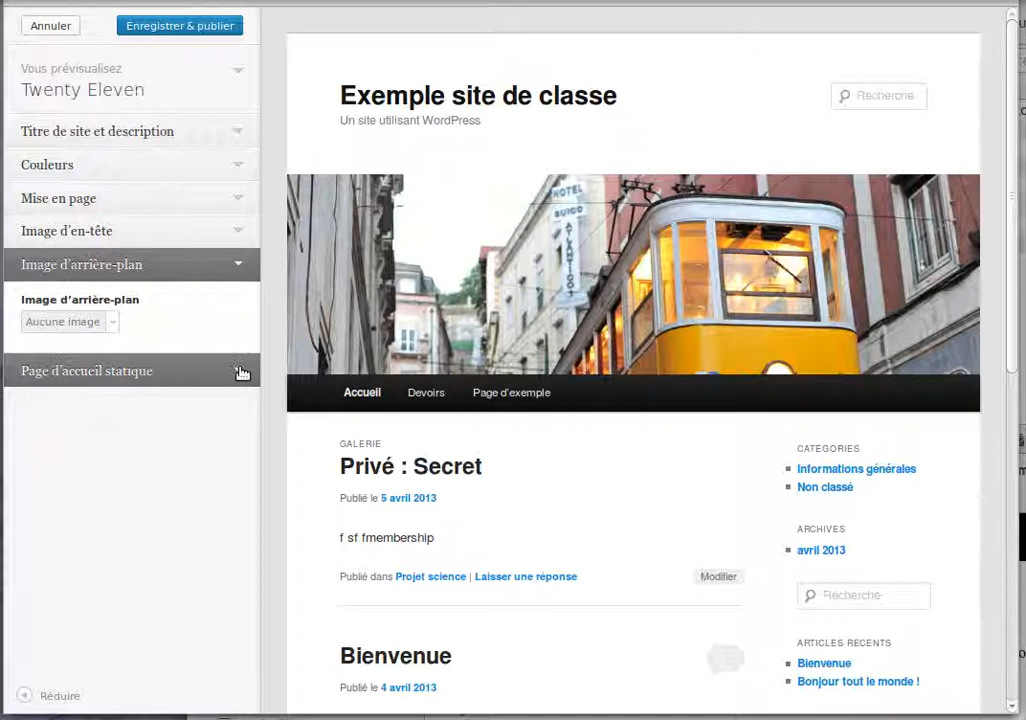 Annuler
Enregistrer & publier
Vous prévisualisez
Twenty Eleven
Titre de site et description
Couleurs
Mise en page
Image d'en-tête
Image d'arrière-plan
Image d'arrière-plan
Aucune image
Page d'accueil statique
Réduire
Exemple site de classe
Un site utilisant WordPress
Recherche
HOTEL
SUICO
ATLANTICO
Accueil
Devoirs
Page d'exemple
GALERIE
Privé : Secret
Publié le 5 avril 2013
f sf fmembership
Publié dans Projet science | Laisser une réponse
Modifier
Bienvenue
Publié le 4 avril 2013
CATÉGORIES
Informations générales
Non classé
ARCHIVES
avril 2013
Recherche
ARTICLES RÉCENTS
Bienvenue
Bonjour tout le monde !